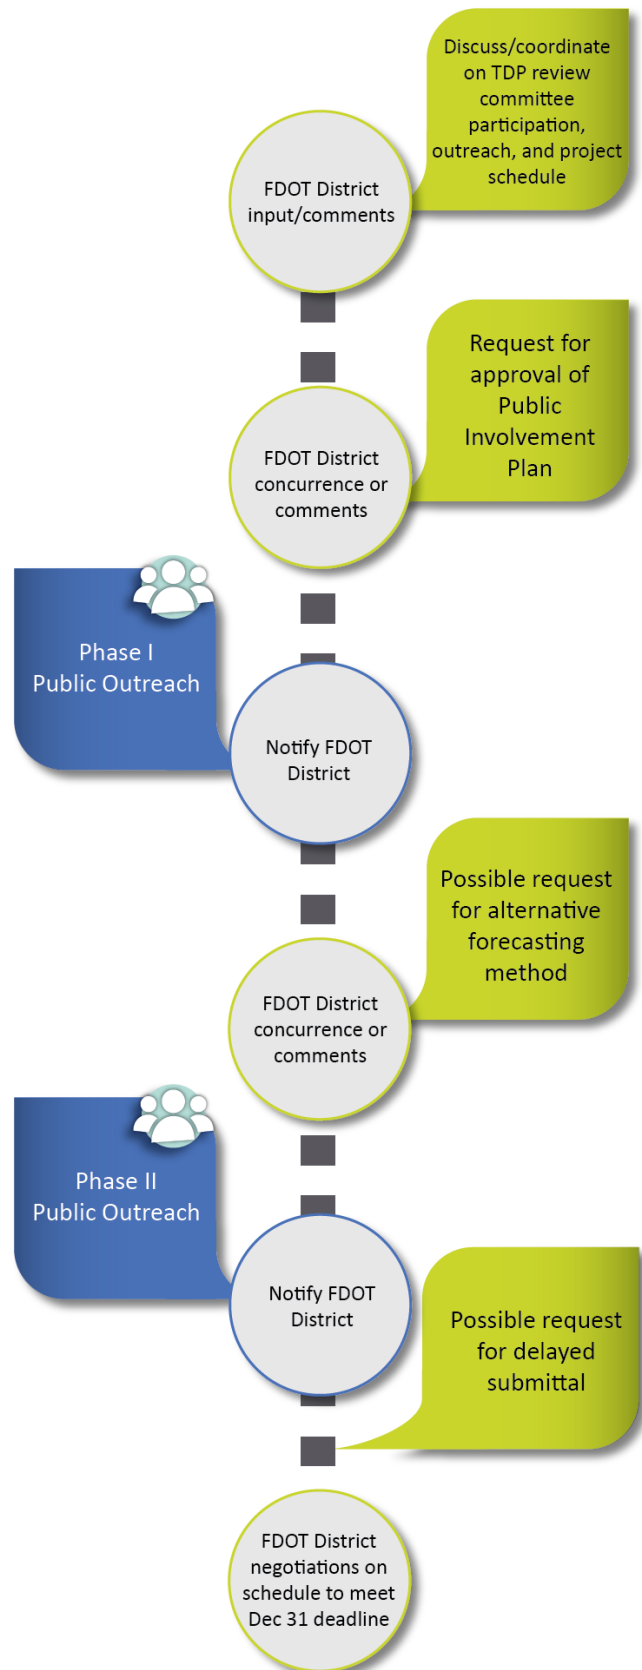 Discuss/coordinate
on TDP review
committee
participation,
outreach, and project
schedule
FDOT District
input/comments
Request for
approval of
Public
Involvement
Plan
FDOT District
concurrence or
comments
Phase I
Public Outreach
Notify FDOT
District
Possible request
for alternative
forecasting
method
FDOT District
concurrence or
comments
Phase II
Public Outreach
Notify FDOT
District
Possible request
for delayed
submittal
FDOT District
negotiations on
schedule to meet
Dec 31 deadline